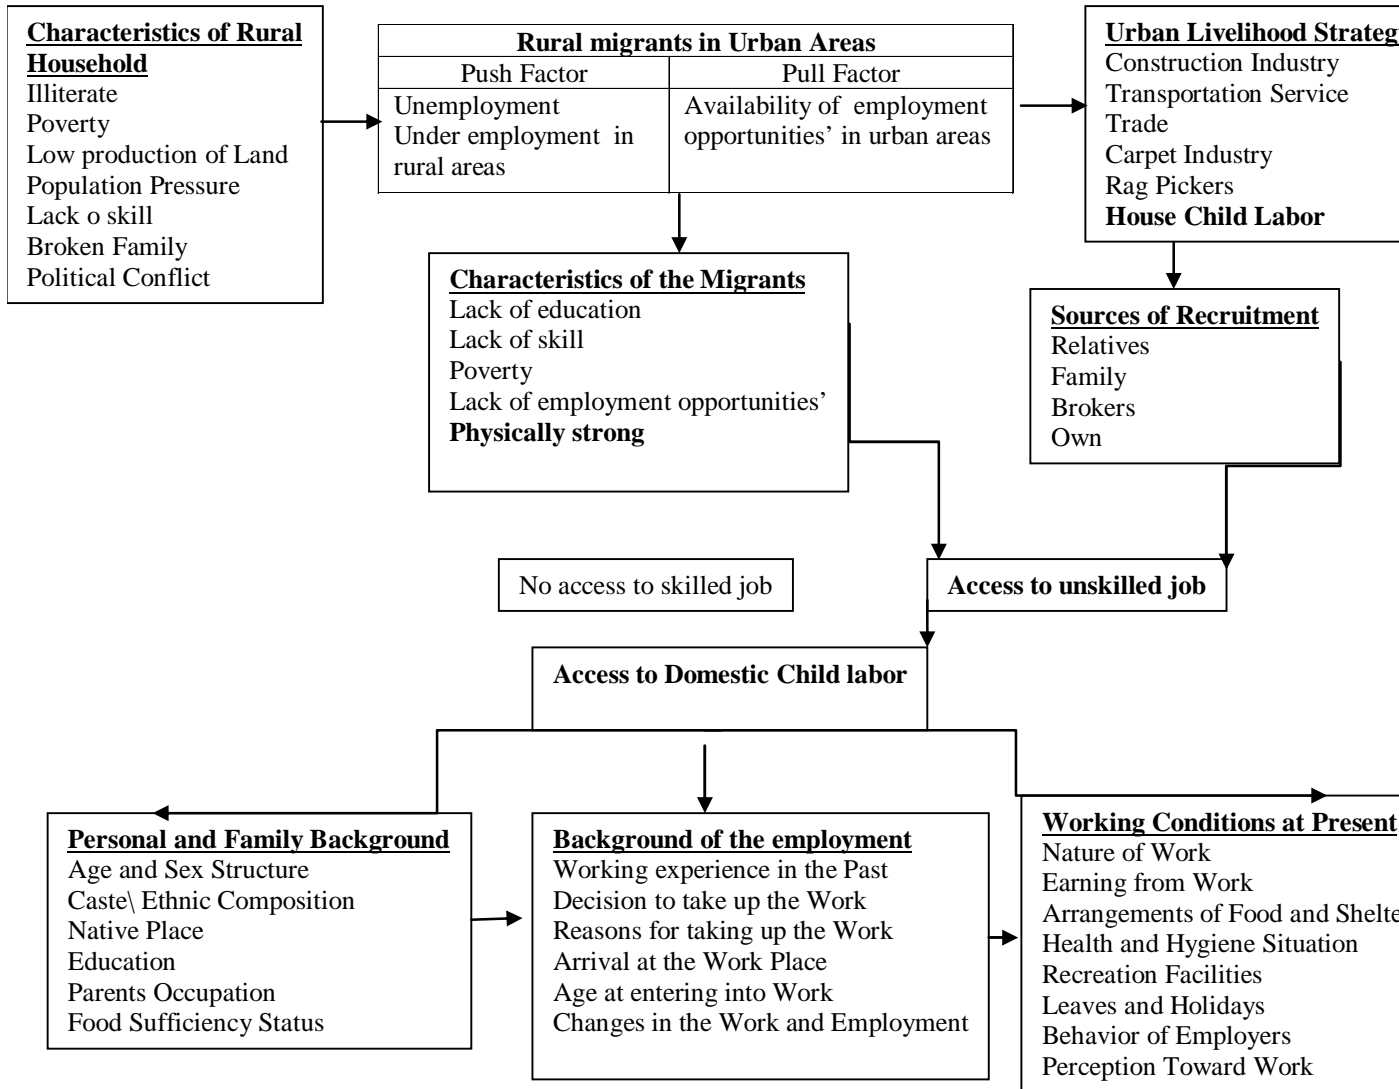 Characteristics of Rural
Household
Illiterate
Poverty
Low production of Land
Population Pressure
Lack o skill
Broken Family
Political Conflict
Rural migrants in Urban Areas
Push Factor
Pull Factor
Unemployment
Under employment in
rural areas
Availability of employment
opportunities’ in urban areas
Urban Livelihood Strateg
Construction Industry
Transportation Service
Trade
Carpet Industry
Rag Pickers
House Child Labor
Characteristics of the Migrants
Lack of education
Lack of skill
Poverty
Lack of employment opportunities’
Physically strong
Sources of Recruitment
Relatives
Family
Brokers
Own
No access to skilled job
Access to unskilled job
Access to Domestic Child labor
Personal and Family Background
Age and Sex Structure
Caste\ Ethnic Composition
Native Place
Education
Parents Occupation
Food Sufficiency Status
Background of the employment
Working experience in the Past
Decision to take up the Work
Reasons for taking up the Work
Arrival at the Work Place
Age at entering into Work
Changes in the Work and Employment
Working Conditions at Present
Nature of Work
Earning from Work
Arrangements of Food and Shelte
Health and Hygiene Situation
Recreation Facilities
Leaves and Holidays
Behavior of Employers
Perception Toward Work